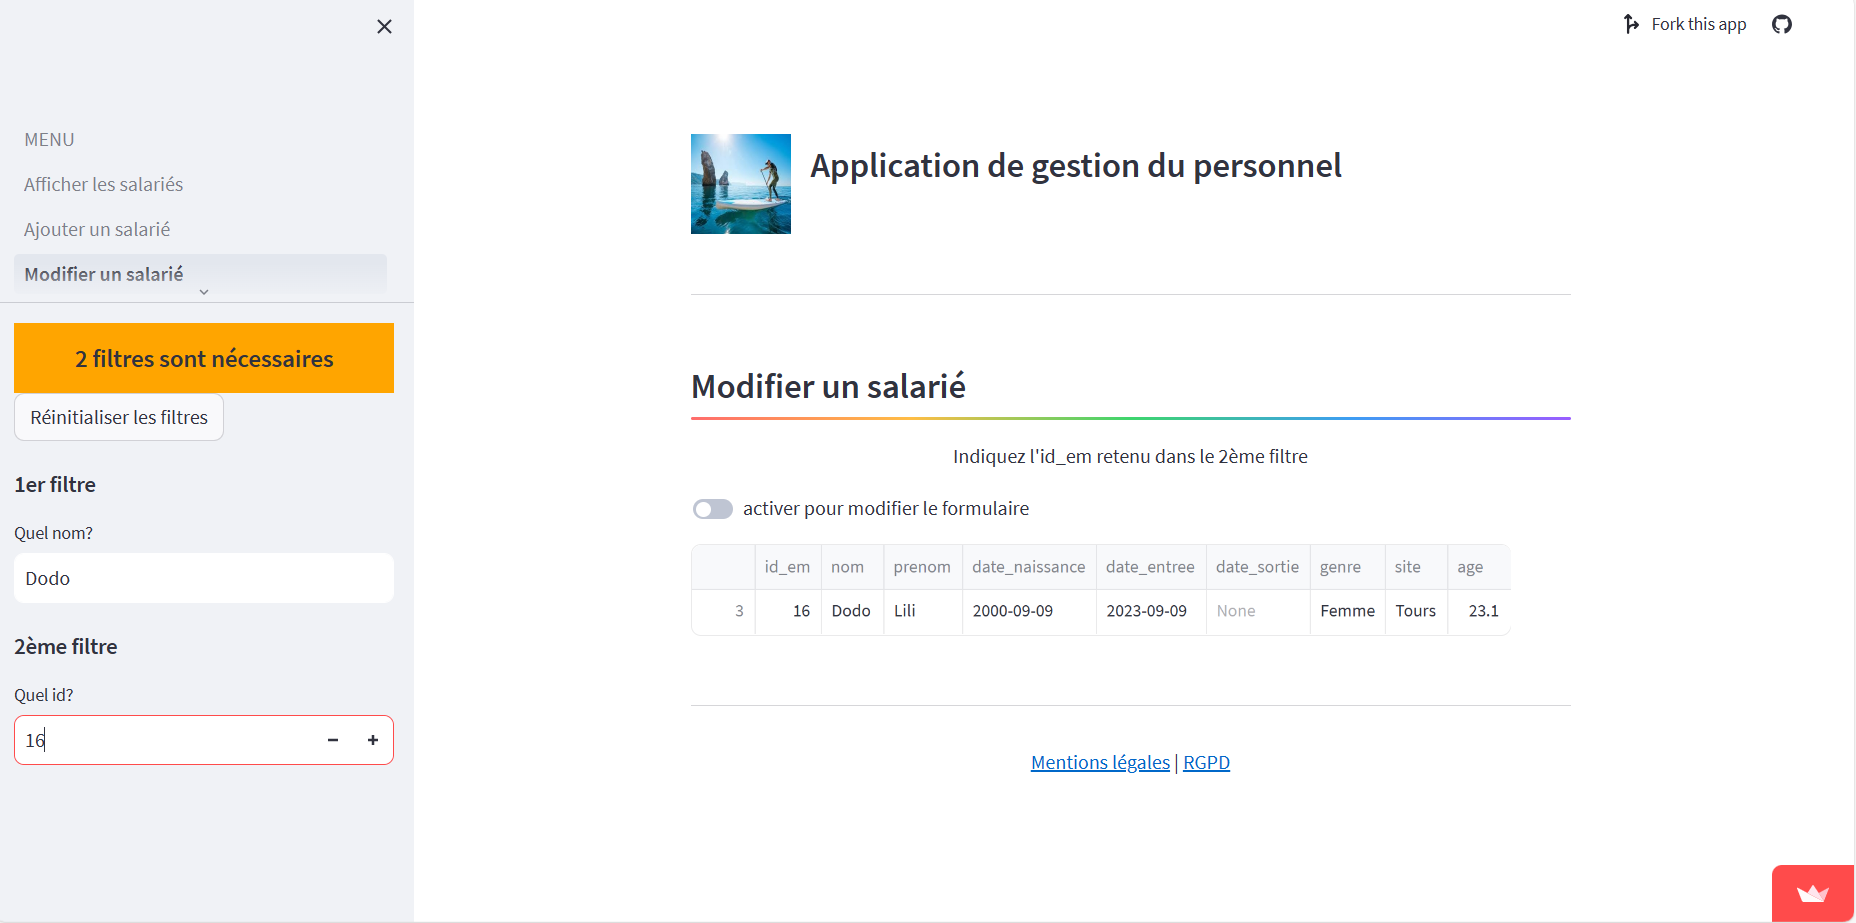 Fork this app
MENU
Afficher les salariés
Ajouter un salarié
Modifier un salarié
2 filtres sont nécessaires
Réinitialiser les filtres
1er filtre
Quel nom?
Dodo
2ème filtre
Quel id?
16
Application de gestion du personnel
Modifier un salarié
Indiquez l'id_em retenu dans le 2ème filtre
activer pour modifier le formulaire
id_em nom prenom date_naissance date_entree date_sortie genre site age
3 16 Dodo Lili 2000-09-09 2023-09-09 None Femme Tours 23.1
Mentions légales | RGPD